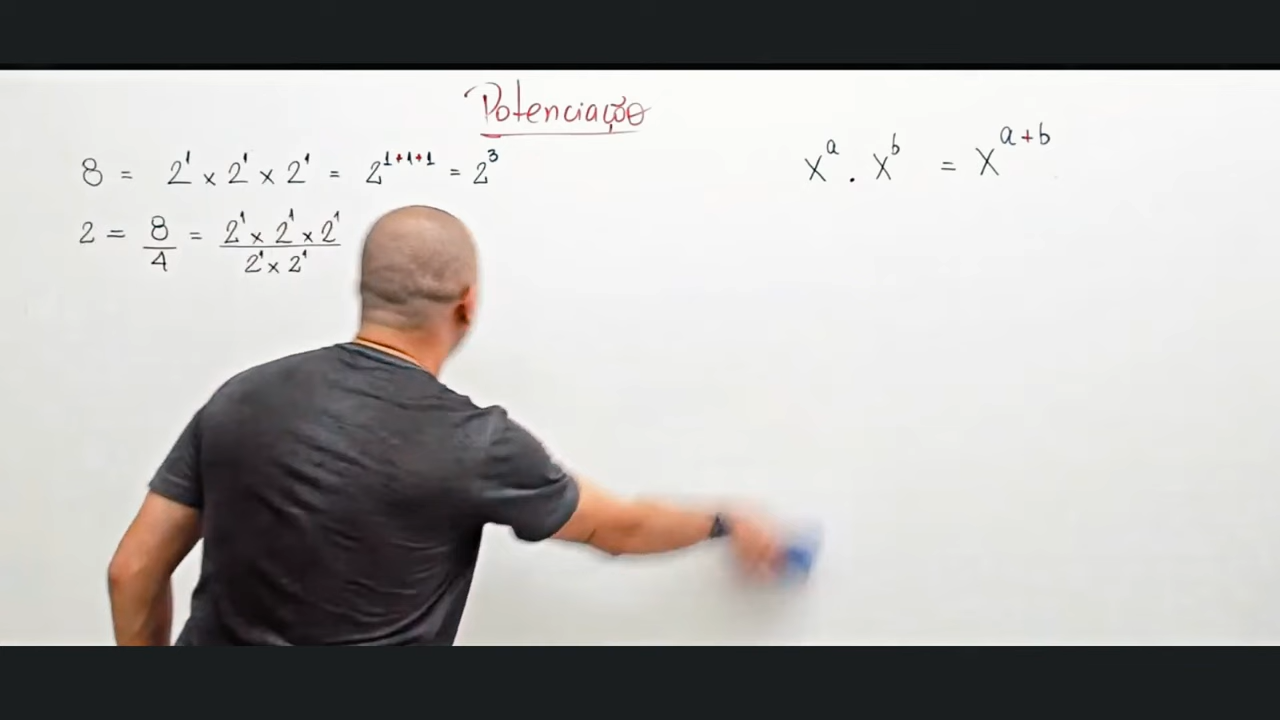 Potenciação
8 = 2¹ × 2¹ × 2¹ = 2¹⁺¹⁺¹ = 2³
xᵃ . xᵇ = xᵃ⁺ᵇ
2 = 8/4 = 2¹ × 2¹ × 2¹ / 2¹ × 2¹